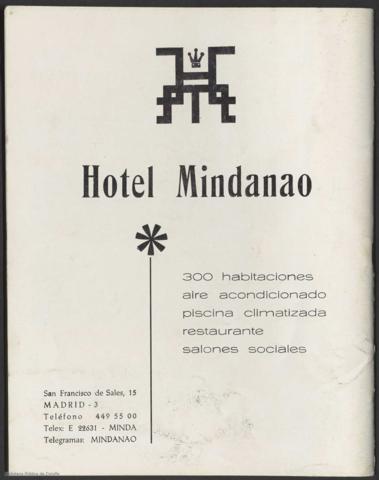 Hotel Mindanao
300 habitaciones
aire acondicionado
piscina climatizada
restaurante
salones sociales
San Francisco de Sales, 15
MADRID - 3
Teléfono 449 55 00
Telex: E 22631 - MINDA
Telegramas: MINDANAO